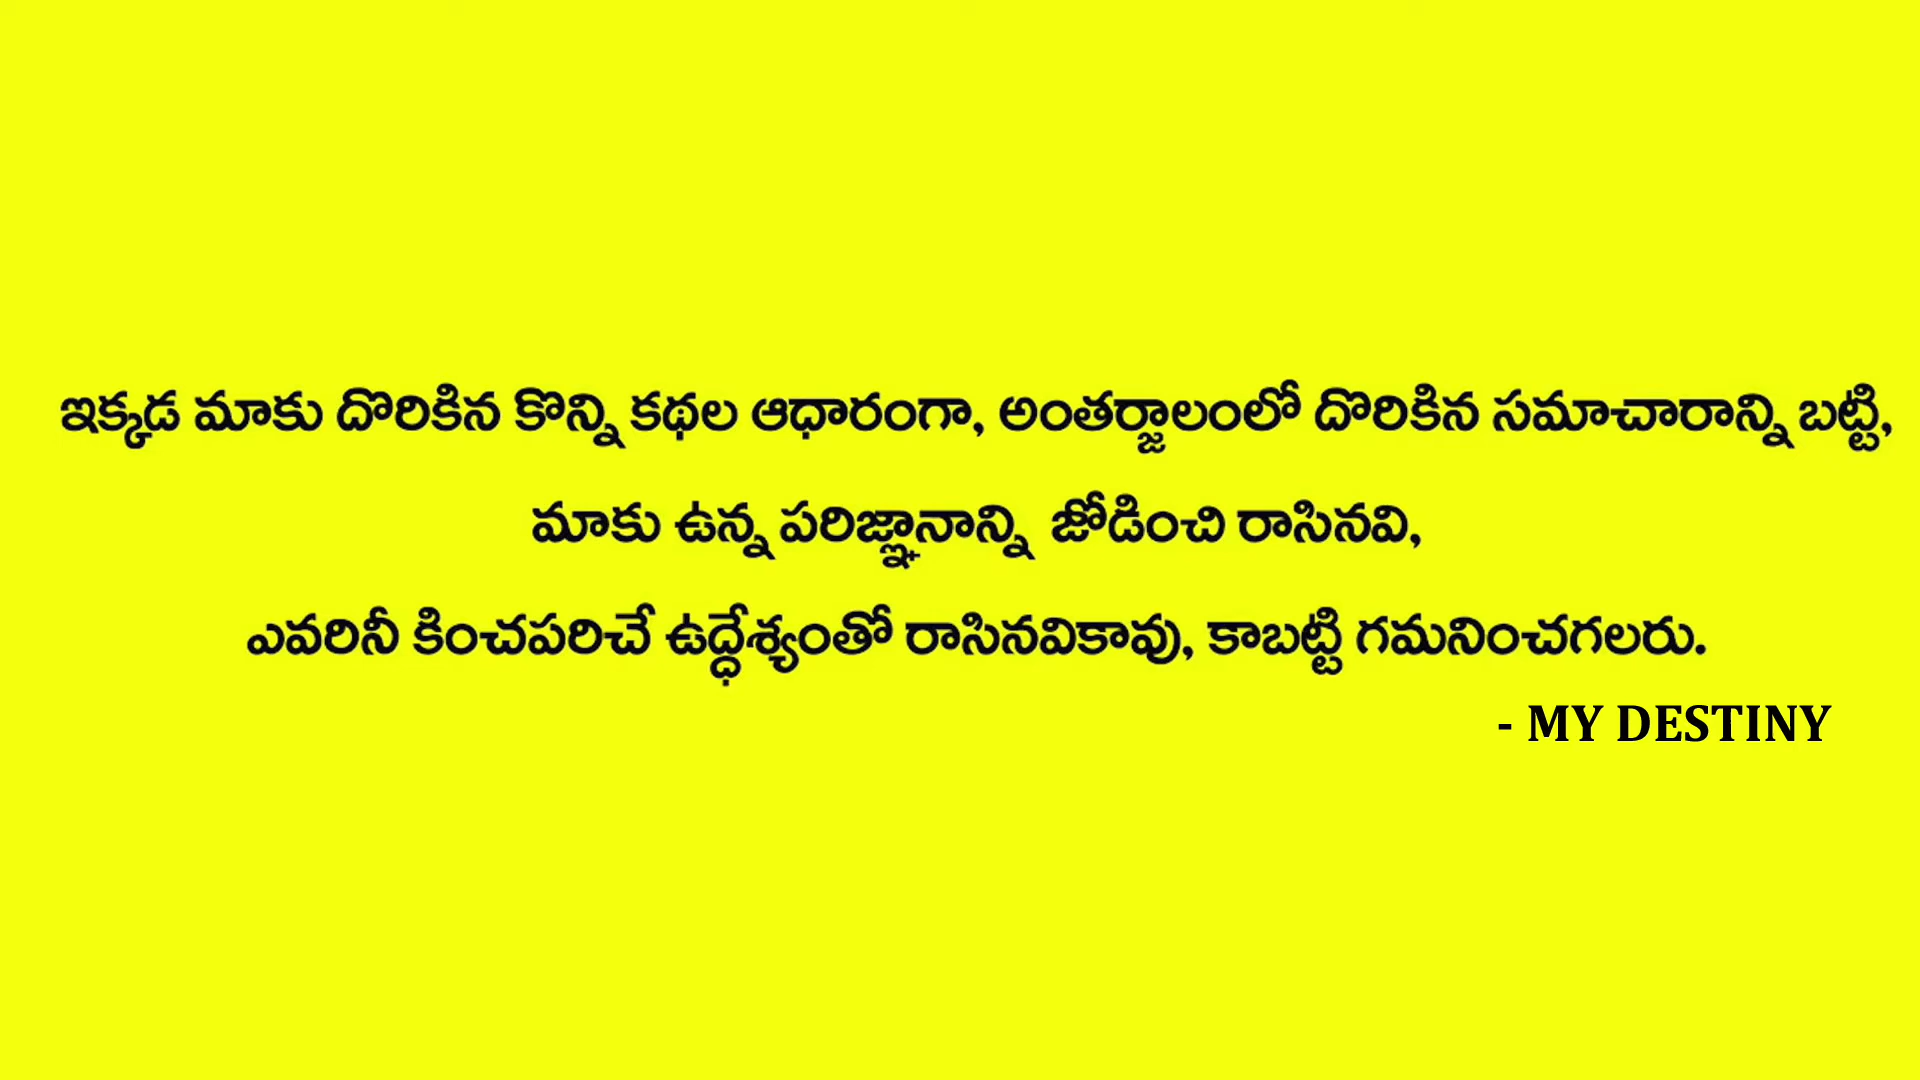 ఇక్కడ మాకు దొరికిన కొన్ని కథల ఆధారంగా, అంతర్జాలంలో దొరికిన సమాచారాన్ని బట్టి,
మాకు ఉన్న పరిజ్ఞానాన్ని జోడించి రాసినవి,
ఎవరినీ కించపరిచే ఉద్ధేశ్యంతో రాసినవికావు, కాబట్టి గమనించగలరు.
- MY DESTINY